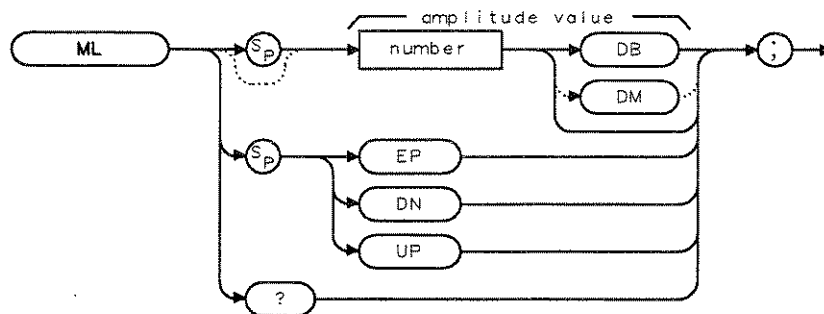 amplitude value
ML SP number DB ;
DM
SP EP
DN
UP
?